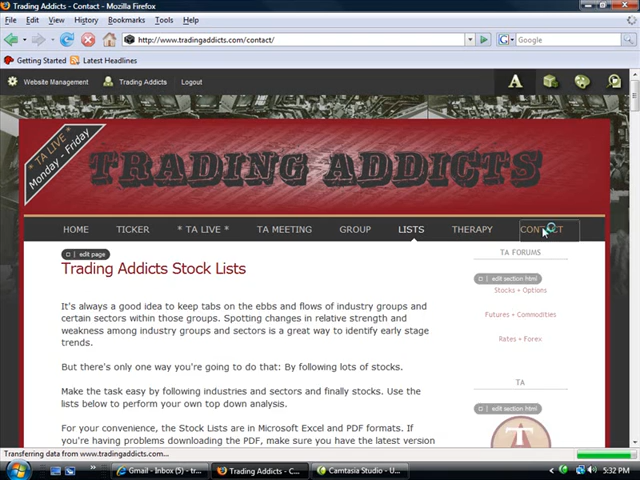 Trading Addicts - Contact - Mozilla Firefox
File Edit View History Bookmarks Tools Help
http://www.tradingaddicts.com/contact/
Google
Getting Started Latest Headlines
Website Management Trading Addicts Logout
A
* TA LIVE *
Monday - Friday
TRADING ADDICTS
HOME TICKER * TA LIVE * TA MEETING GROUP LISTS THERAPY CONTACT
edit page
Trading Addicts Stock Lists
It's always a good idea to keep tabs on the ebbs and flows of industry groups and
certain sectors within those groups. Spotting changes in relative strength and
weakness among industry groups and sectors is a great way to identify early stage
trends.
But there's only one way you're going to do that: By following lots of stocks.
Make the task easy by following industries and sectors and finally stocks. Use the
lists below to perform your own top down analysis.
For your convenience, the Stock Lists are in Microsoft Excel and PDF formats. If
you're having problems downloading the PDF, make sure you have the latest version
TA FORUMS
edit section html
Stocks + Options
Futures + Commodities
Rates + Forex
TA
edit section html
T
Transferring data from www.tradingaddicts.com...
Gmail - Inbox (5) - tr...
Trading Addicts - C...
Camtasia Studio - U...
5:32 PM